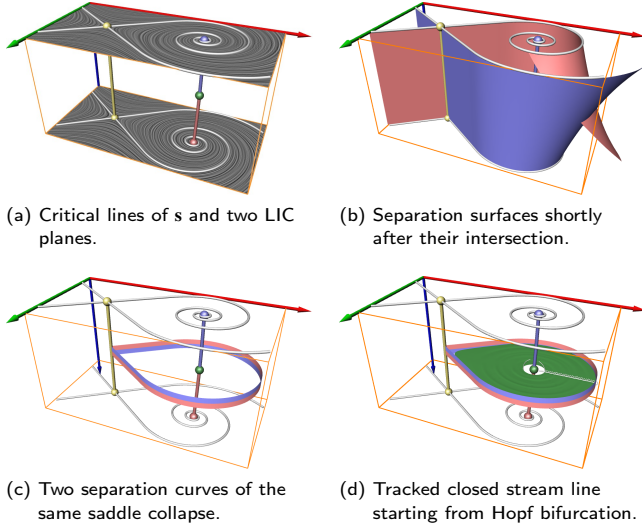 (a) Critical lines of s and two LIC
planes.
(b) Separation surfaces shortly
after their intersection.
(c) Two separation curves of the
same saddle collapse.
(d) Tracked closed stream line
starting from Hopf bifurcation.